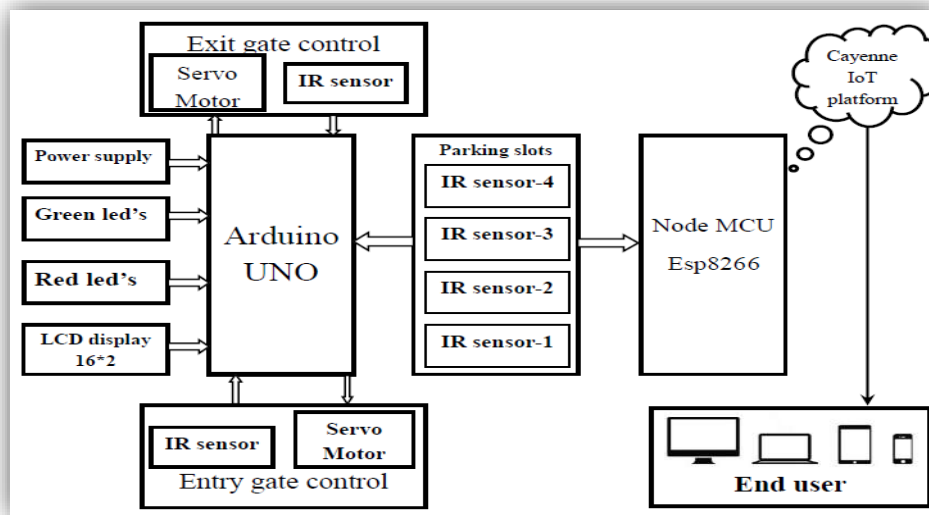 Exit gate control
Servo
Motor
IR sensor
Power supply
Green led's
Red led's
LCD display
16*2
Arduino
UNO
IR sensor
Servo
Motor
Entry gate control
Parking slots
IR sensor-4
IR sensor-3
IR sensor-2
IR sensor-1
Node MCU
Esp8266
Cayenne
IoT
platform
End user